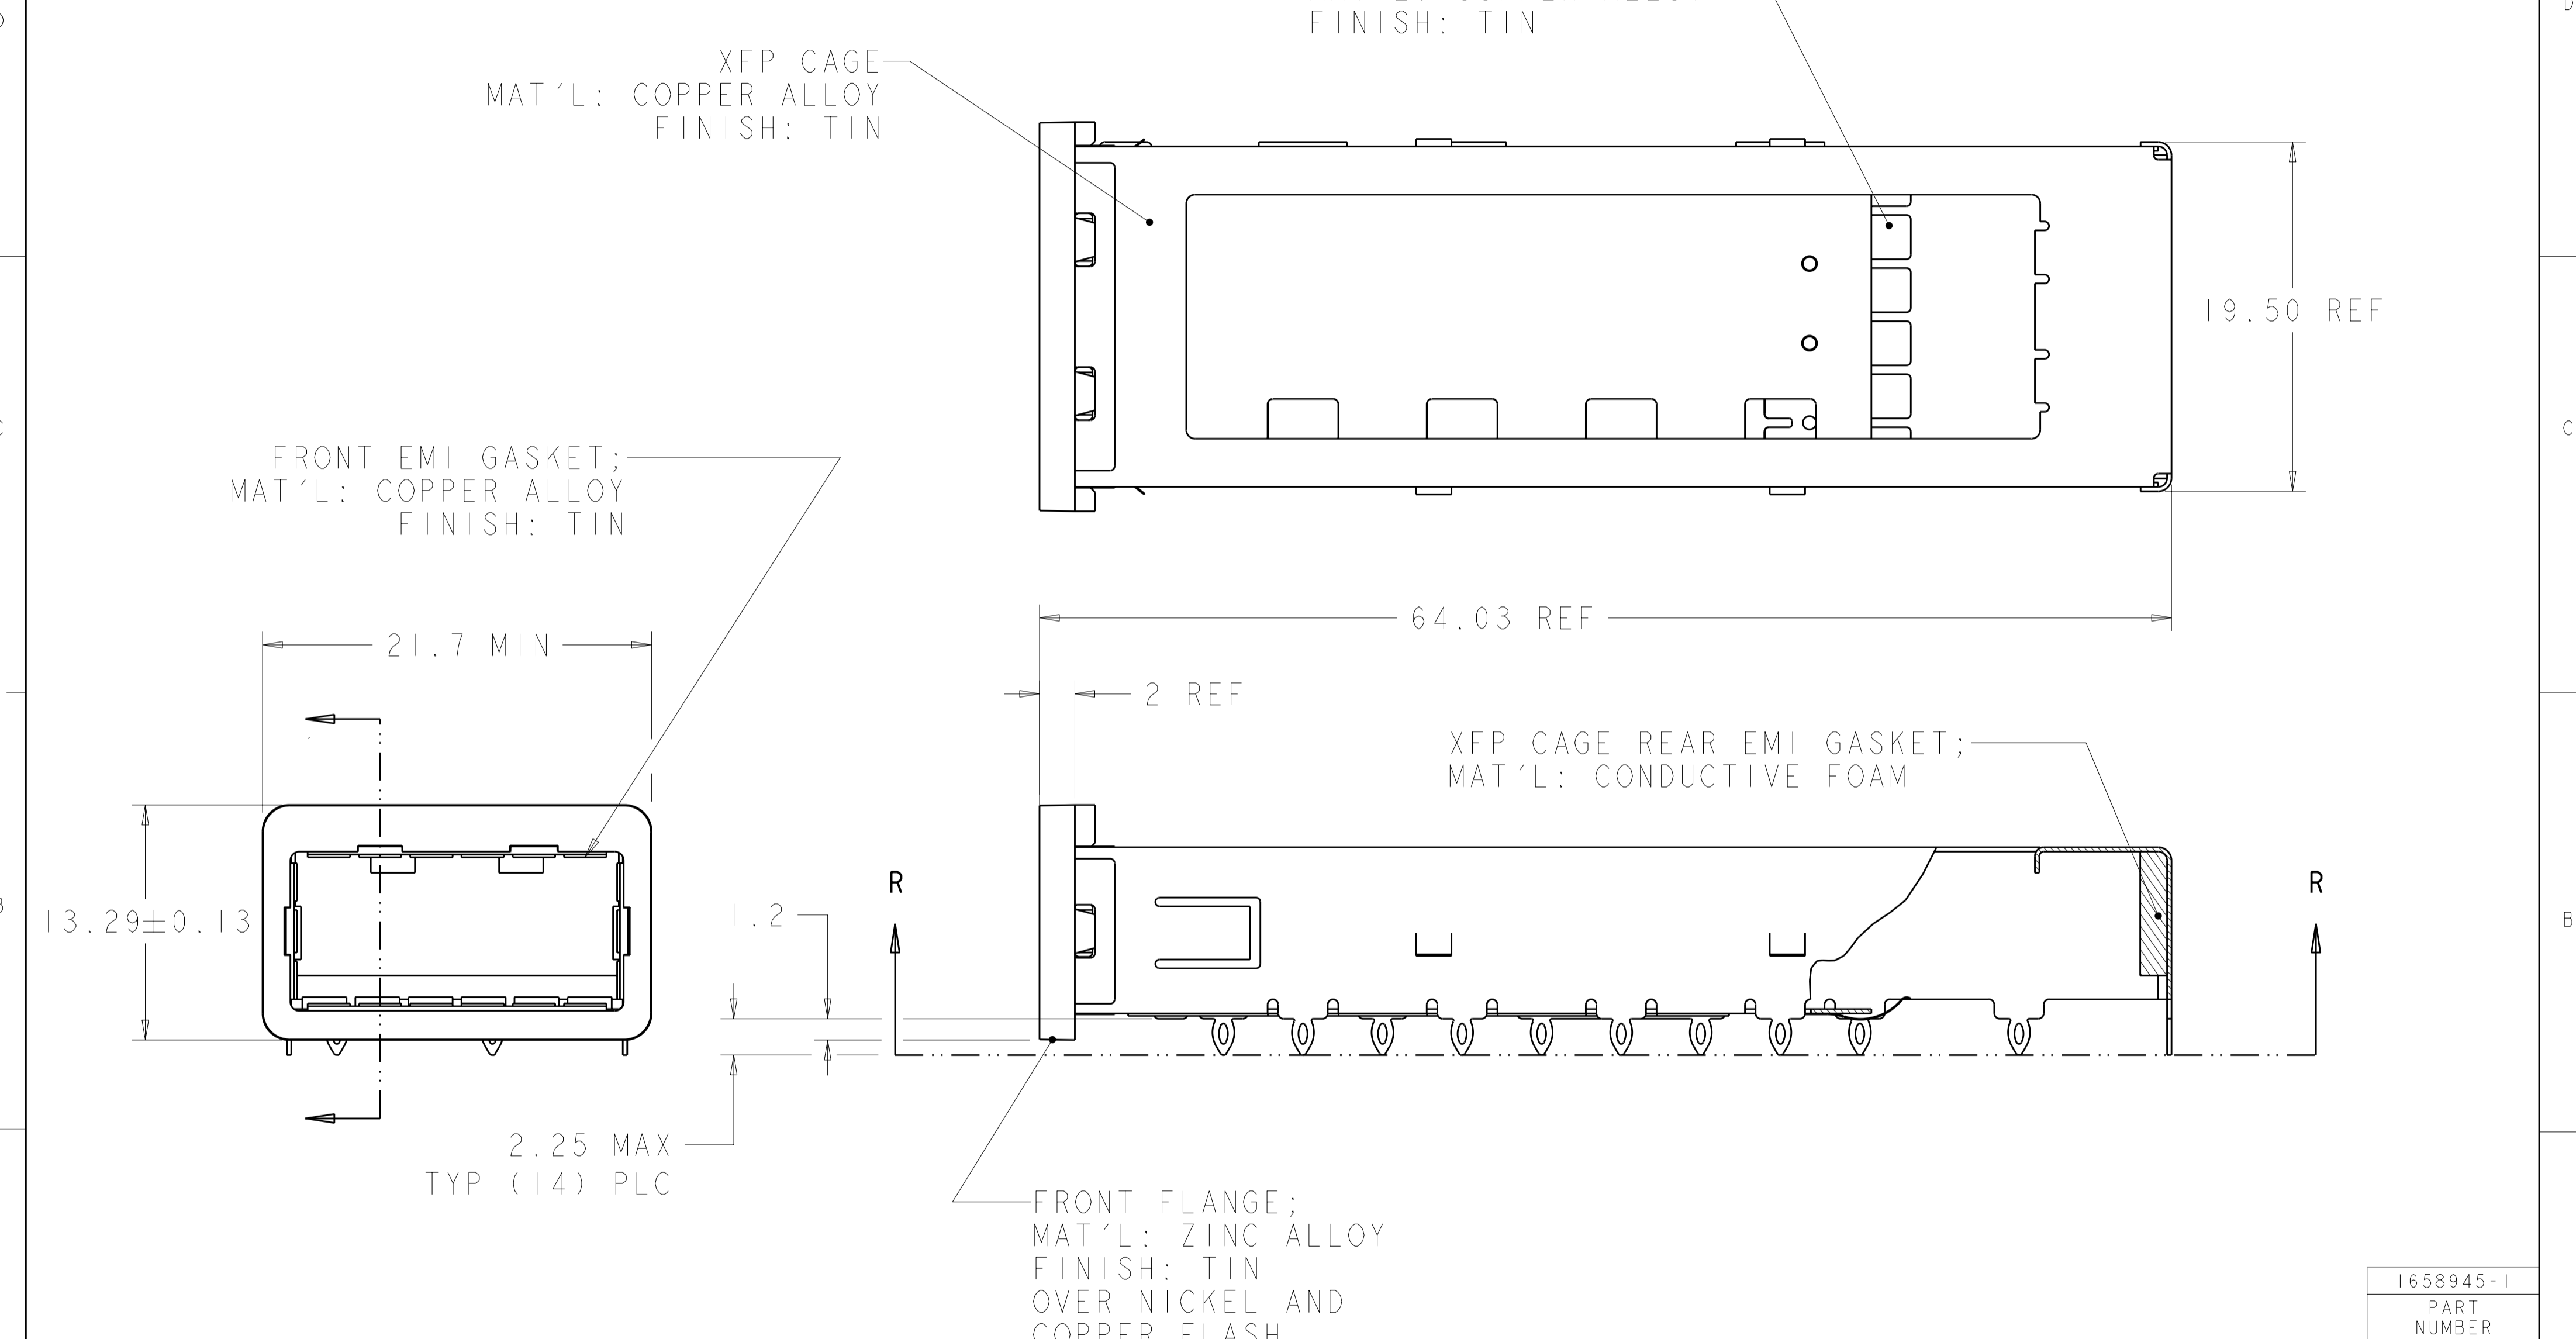 FINISH: TIN
XFP CAGE
MAT'L: COPPER ALLOY
FINISH: TIN
19.50 REF
C
FRONT EMI GASKET;
MAT'L: COPPER ALLOY
FINISH: TIN
64.03 REF
21.7 MIN
2 REF
XFP CAGE REAR EMI GASKET;
MAT'L: CONDUCTIVE FOAM
R
R
1.2
13.29±0.13
B
2.25 MAX
TYP (14) PLC
FRONT FLANGE;
MAT'L: ZINC ALLOY
FINISH: TIN
OVER NICKEL AND
COPPER FLASH
1658945-1
PART
NUMBER